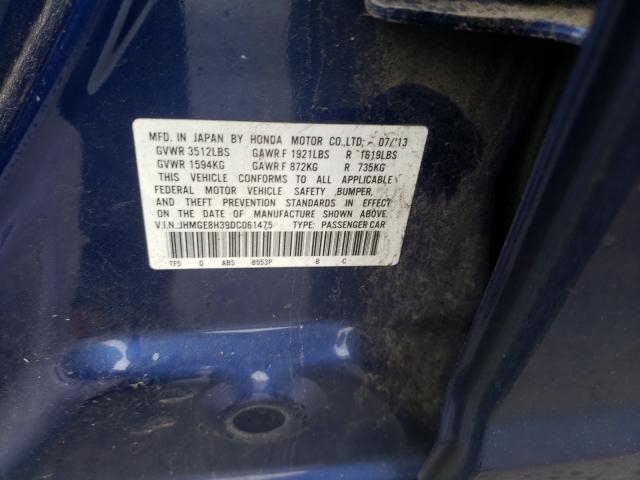 MFD. IN JAPAN BY HONDA MOTOR CO.,LTD. 07/13
GVWR 3512LBS GAWR F 1921LBS R 1619LBS
GVWR 1594KG GAWR F 872KG R 735KG
THIS VEHICLE CONFORMS TO ALL APPLICABLE
FEDERAL MOTOR VEHICLE SAFETY ,BUMPER,
AND THEFT PREVENTION STANDARDS IN EFFECT
ON THE DATE OF MANUFACTURE SHOWN ABOVE.
V.I.N.:JHMGE8H39DC061475 TYPE: PASSENGER CAR
TF5 D AB5 B553P -B -C